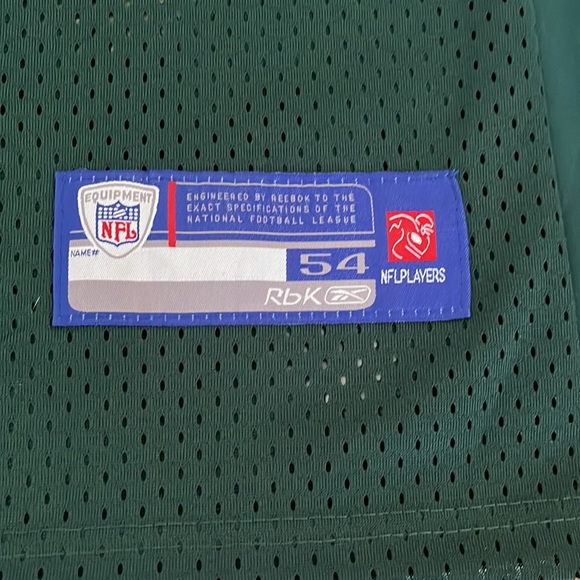 EQUIPMENT
NFL
ENGINEERED BY REEBOK TO THE
EXACT SPECIFICATIONS OF THE
NATIONAL FOOTBALL LEAGUE
NAME#
54
NFLPLAYERS
RbK